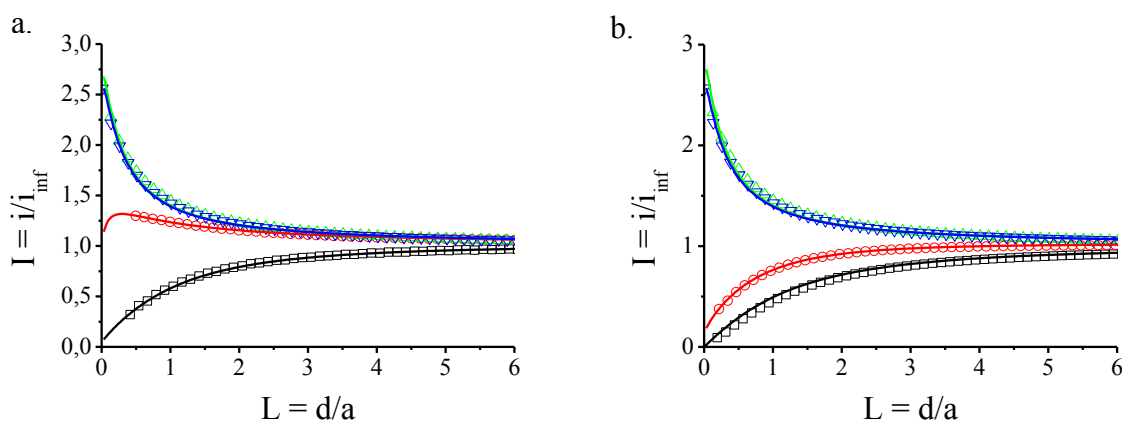 a.
3,0
2,5
2,0
1,5
1,0
0,5
0,0
I = i/i_inf
0 1 2 3 4 5 6
L = d/a
b.
3
2
1
0
I = i/i_inf
0 1 2 3 4 5 6
L = d/a